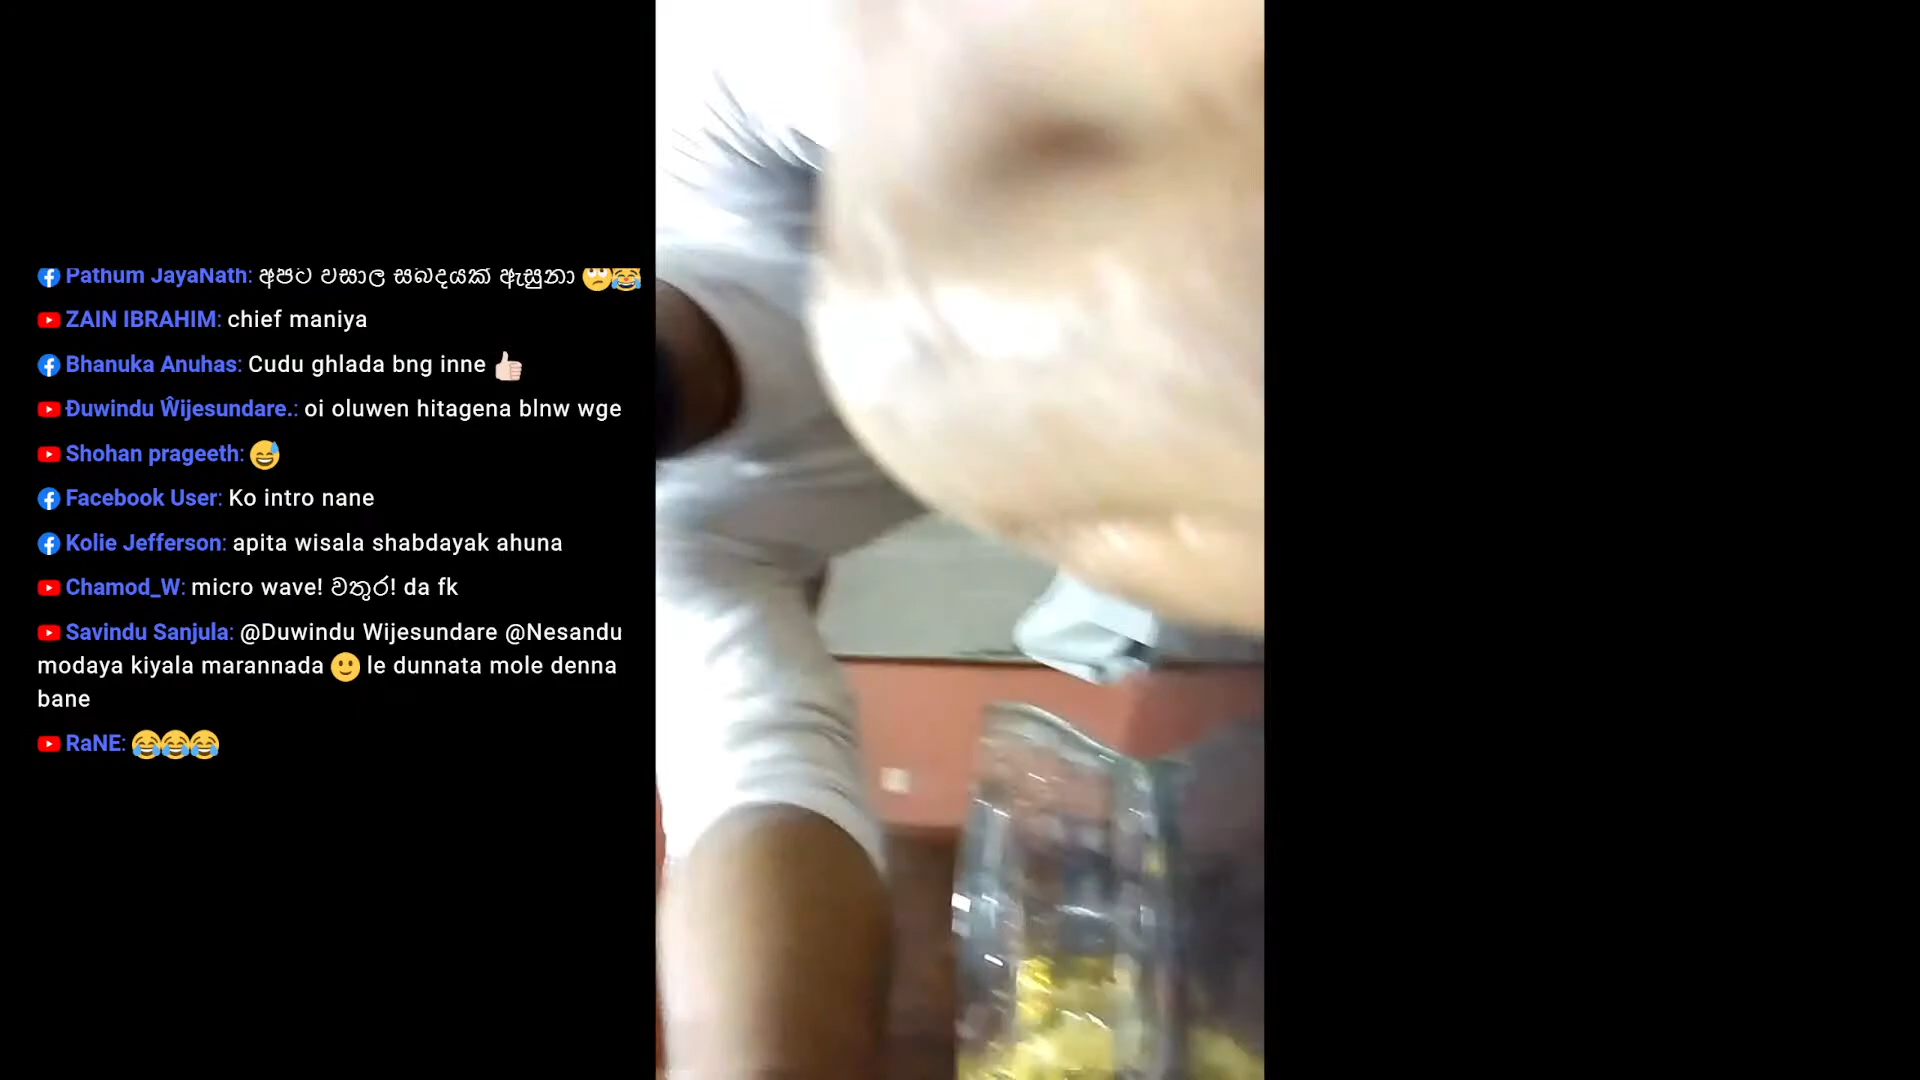 Pathum JayaNath: අපට විසාල සබ්දයක් ඇසුනා 🙄😹
ZAIN IBRAHIM: chief maniya
Bhanuka Anuhas: Cudu ghlada bng inne 👍🏻
Đuwindu Ŵijesundare.: oi oluwen hitagena blnw wge
Shohan prageeth: 😅
Facebook User: Ko intro nane
Kolie Jefferson: apita wisala shabdayak ahuna
Chamod_W: micro wave! වතුර! da fk
Savindu Sanjula: @Duwindu Wijesundare @Nesandu
modaya kiyala marannada 🙂 le dunnata mole denna
bane
RaNE: 😂😂😂